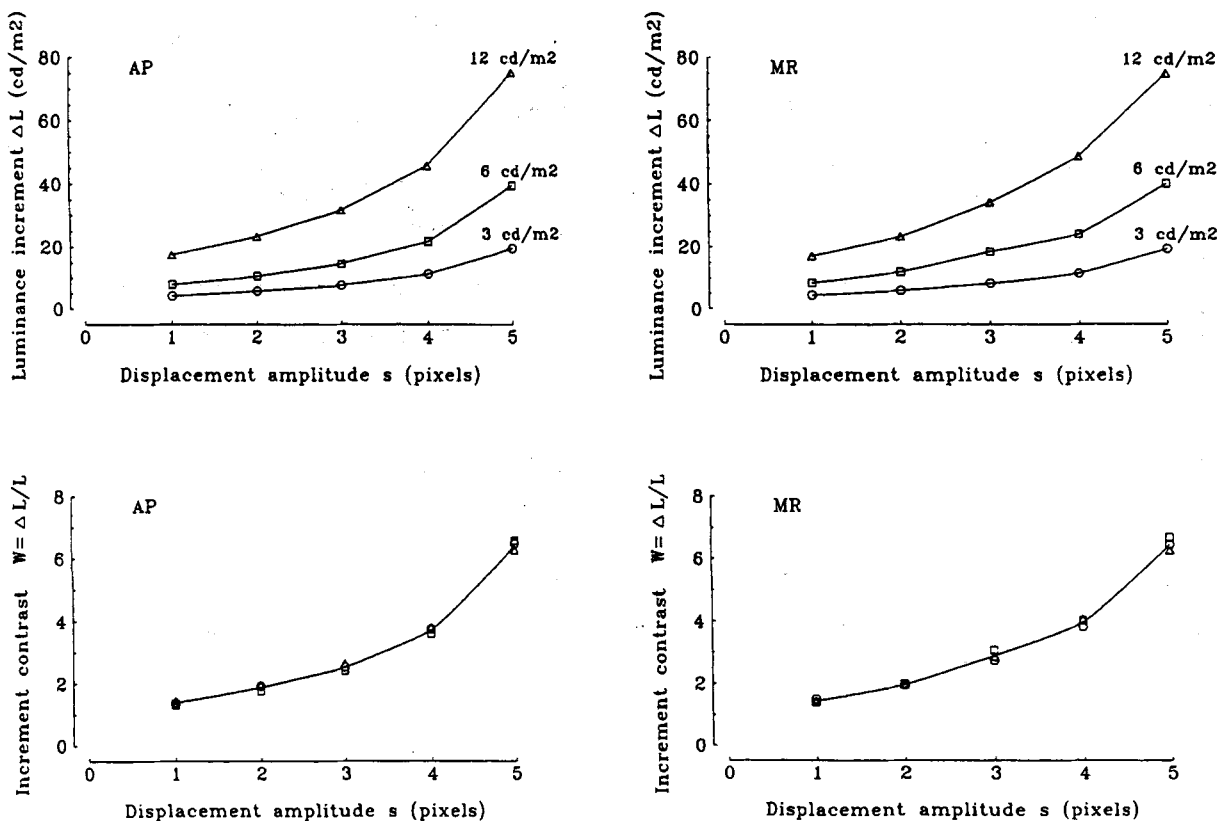 Luminance increment Δ L (cd/m2)
80
60
40
20
0
AP
12 cd/m2
6 cd/m2
3 cd/m2
0 1 2 3 4 5
Displacement amplitude s (pixels)
Luminance increment Δ L (cd/m2)
80
60
40
20
0
MR
12 cd/m2
6 cd/m2
3 cd/m2
0 1 2 3 4 5
Displacement amplitude s (pixels)
Increment contrast W= Δ L/L
8
6
4
2
0
AP
0 1 2 3 4 5
Displacement amplitude s (pixels)
Increment contrast W= Δ L/L
8
6
4
2
0
MR
0 1 2 3 4 5
Displacement amplitude s (pixels)